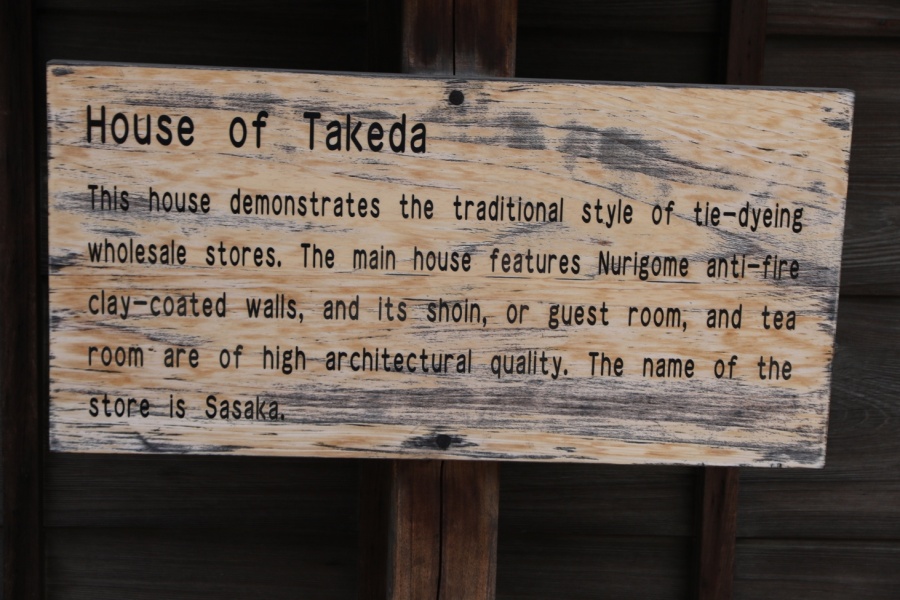 House of Takeda
This house demonstrates the traditional style of tie-dyeing
wholesale stores. The main house features Nurigome anti-fire
clay-coated walls, and its shoin, or guest room, and tea
room are of high architectural quality. The name of the
store is Sasaka.